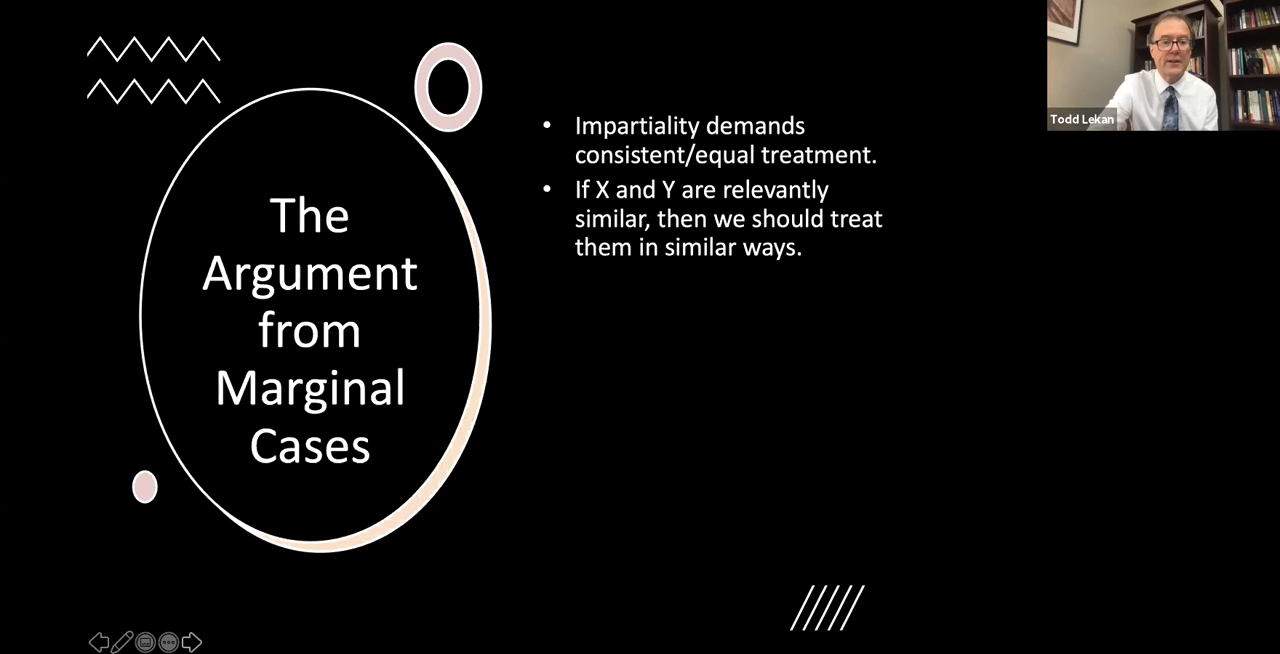 The
Argument
from
Marginal
Cases
• Impartiality demands
consistent/equal treatment.
• If X and Y are relevantly
similar, then we should treat
them in similar ways.
Todd Lekan